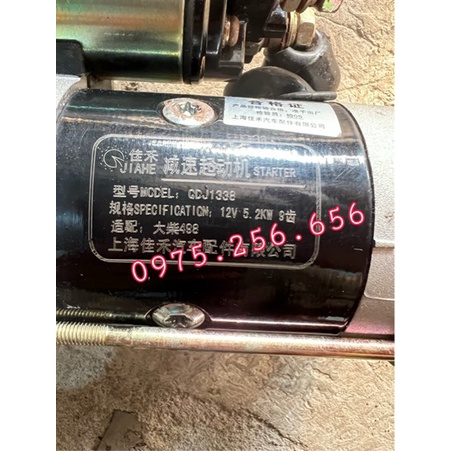 合格证
上海佳禾汽车配件有限公司
佳禾 减速起动机
JIAHE STARTER
型号MODEL: QDJ1338
规格SPECIFICATION: 12V 5.2KW 9齿
适配: 大柴498
上海佳禾汽车配件有限公司
0975.256.656